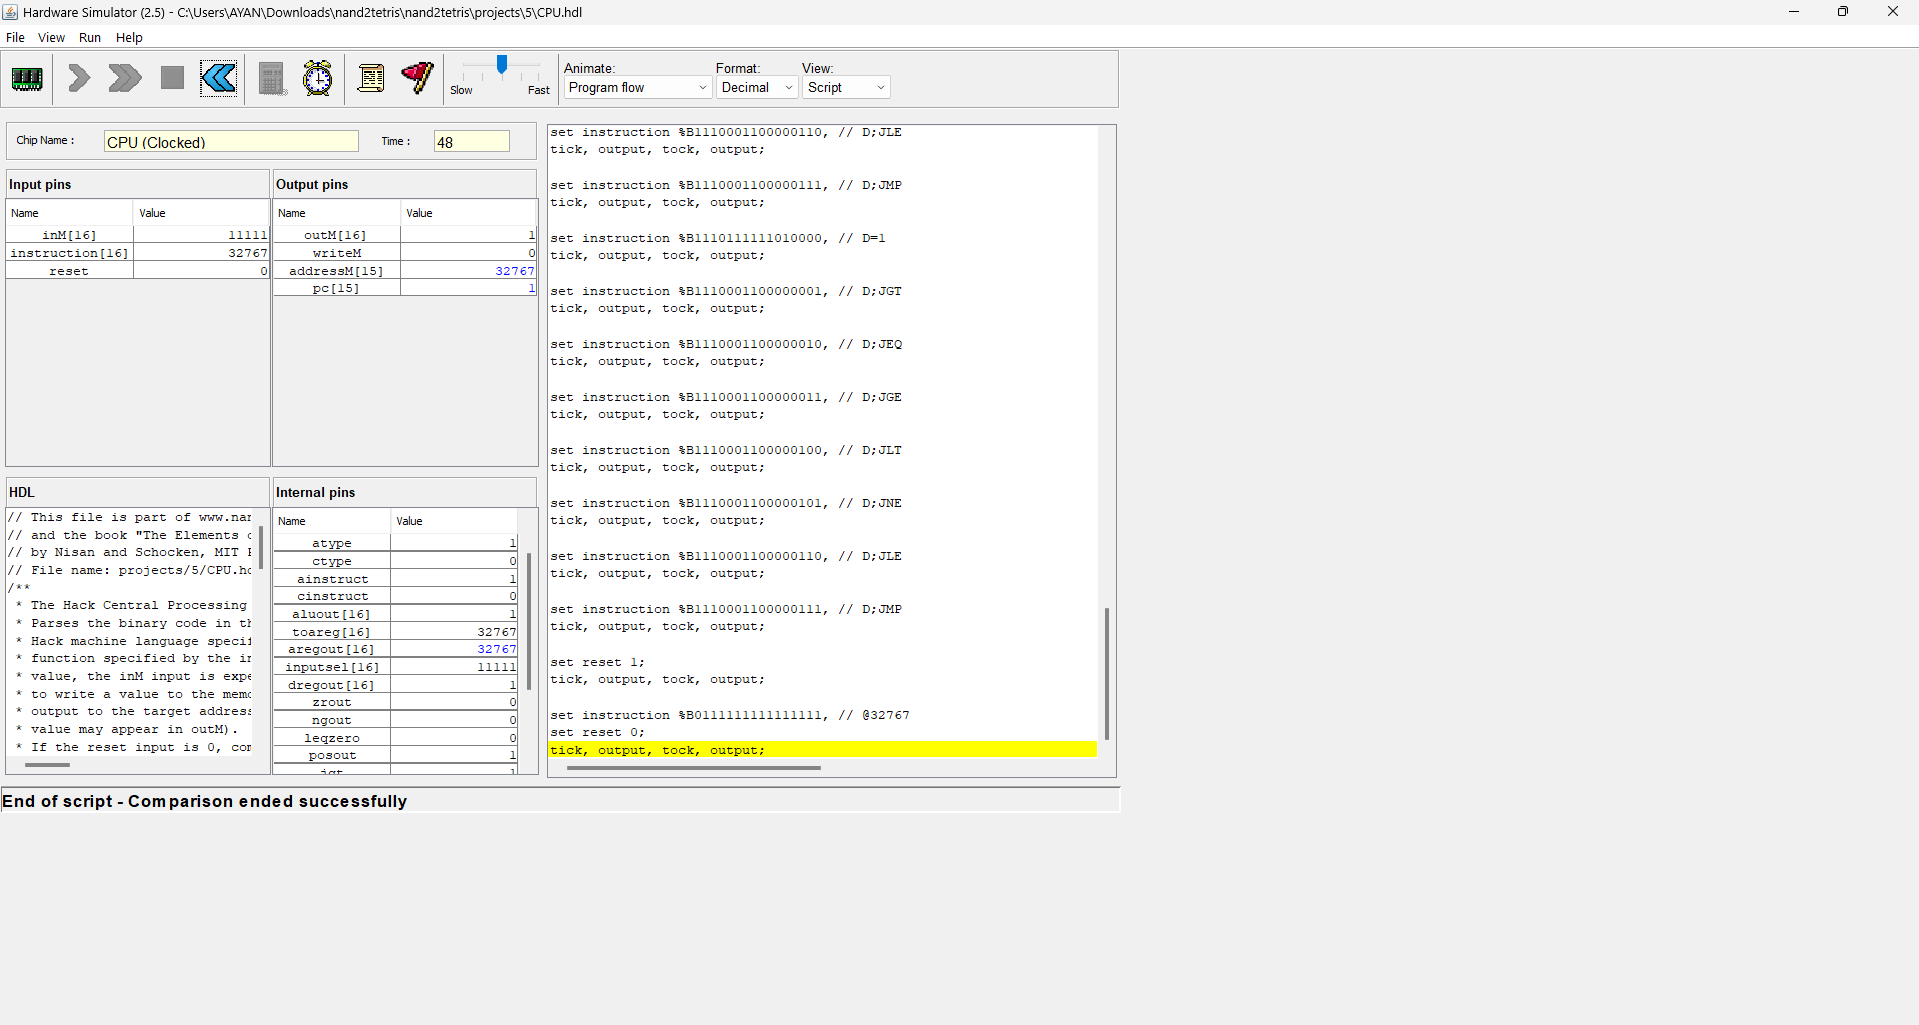 Hardware Simulator (2.5) - C:\Users\AYAN\Downloads\nand2tetris\nand2tetris\projects\5\CPU.hdl
File View Run Help
Slow Fast
Animate: Format: View:
Program flow Decimal Script
Chip Name : CPU (Clocked) Time : 48
Input pins
Name Value
inM[16] 11111
instruction[16] 32767
reset 0
Output pins
Name Value
outM[16] 1
writeM 0
addressM[15] 32767
pc[15] 1
HDL
// This file is part of www.nan
// and the book "The Elements o
// by Nisan and Schocken, MIT P
// File name: projects/5/CPU.hd
/**
* The Hack Central Processing
* Parses the binary code in th
* Hack machine language specif
* function specified by the in
* value, the inM input is expe
* to write a value to the memo
* output to the target address
* value may appear in outM).
* If the reset input is 0, com
Internal pins
Name Value
atype 1
ctype 0
ainstruct 1
cinstruct 0
aluout[16] 1
toareg[16] 32767
aregout[16] 32767
inputsel[16] 11111
dregout[16] 1
zrout 0
ngout 0
leqzero 0
posout 1
jgt 1
set instruction %B1110001100000110, // D;JLE
tick, output, tock, output;
set instruction %B1110001100000111, // D;JMP
tick, output, tock, output;
set instruction %B1110111111010000, // D=1
tick, output, tock, output;
set instruction %B1110001100000001, // D;JGT
tick, output, tock, output;
set instruction %B1110001100000010, // D;JEQ
tick, output, tock, output;
set instruction %B1110001100000011, // D;JGE
tick, output, tock, output;
set instruction %B1110001100000100, // D;JLT
tick, output, tock, output;
set instruction %B1110001100000101, // D;JNE
tick, output, tock, output;
set instruction %B1110001100000110, // D;JLE
tick, output, tock, output;
set instruction %B1110001100000111, // D;JMP
tick, output, tock, output;
set reset 1;
tick, output, tock, output;
set instruction %B0111111111111111, // @32767
set reset 0;
tick, output, tock, output;
End of script - Comparison ended successfully